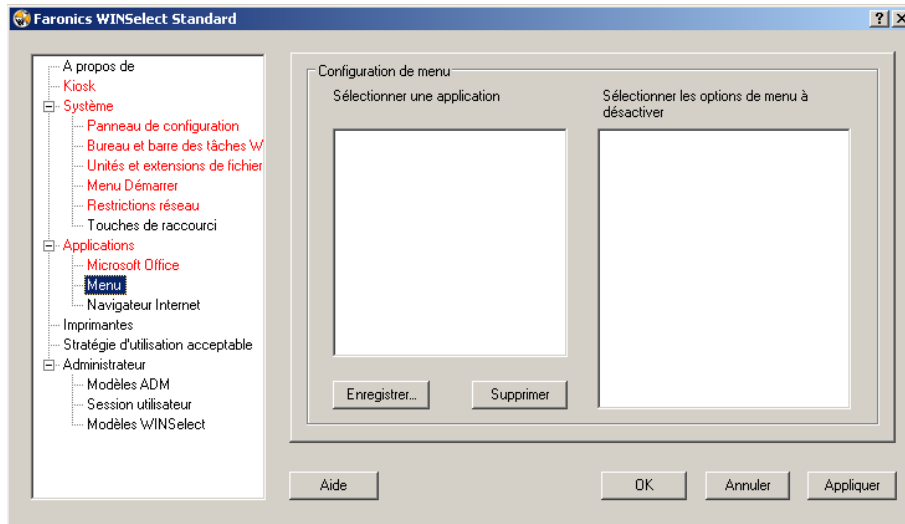 Faronics WINSelect Standard
A propos de
Kiosk
Système
Panneau de configuration
Bureau et barre des tâches W
Unités et extensions de fichier
Menu Démarrer
Restrictions réseau
Touches de raccourci
Applications
Microsoft Office
Menu
Navigateur Internet
Imprimantes
Stratégie d'utilisation acceptable
Administrateur
Modèles ADM
Session utilisateur
Modèles WINSelect
Configuration de menu
Sélectionner une application
Sélectionner les options de menu à
désactiver
Enregistrer...
Supprimer
Aide
OK
Annuler
Appliquer